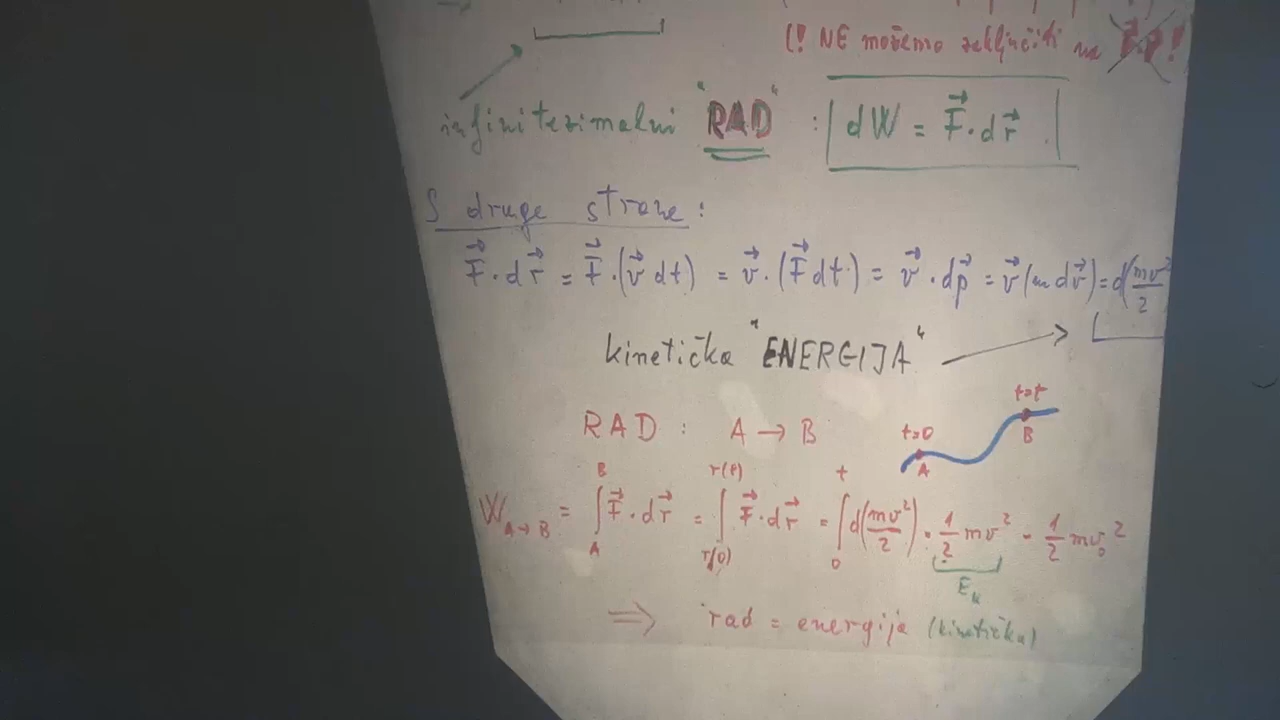 (! NE možemo zaključiti na F·p !
infinitezimalni "RAD" : dW = F⃗·dr⃗
S druge strane:
F⃗·dr⃗ = F⃗·(v⃗ dt) = v⃗·(F⃗dt) = v⃗·dp⃗ = v⃗(m dv⃗) = d(mv²/2
kinetička "ENERGIJA"
RAD : A → B
t=0 A t=t B
W_{A→B} = ∫_A^B F⃗·dr⃗ = ∫_{r(0)}^{r(t)} F⃗·dr⃗ = ∫_0^t d(mv²/2) = 1/2 mv² - 1/2 mv₀²
E_k
⇒ rad = energija (kinetička)